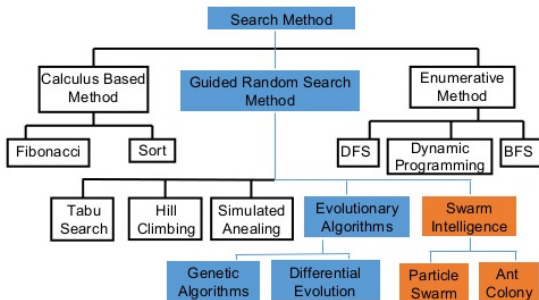 Search Method
Calculus Based
Method
Guided Random Search
Method
Enumerative
Method
Fibonacci
Sort
DFS
Dynamic
Programming
BFS
Tabu
Search
Hill
Climbing
Simulated
Anealing
Evolutionary
Algorithms
Swarm
Intelligence
Genetic
Algorithms
Differential
Evolution
Particle
Swarm
Ant
Colony